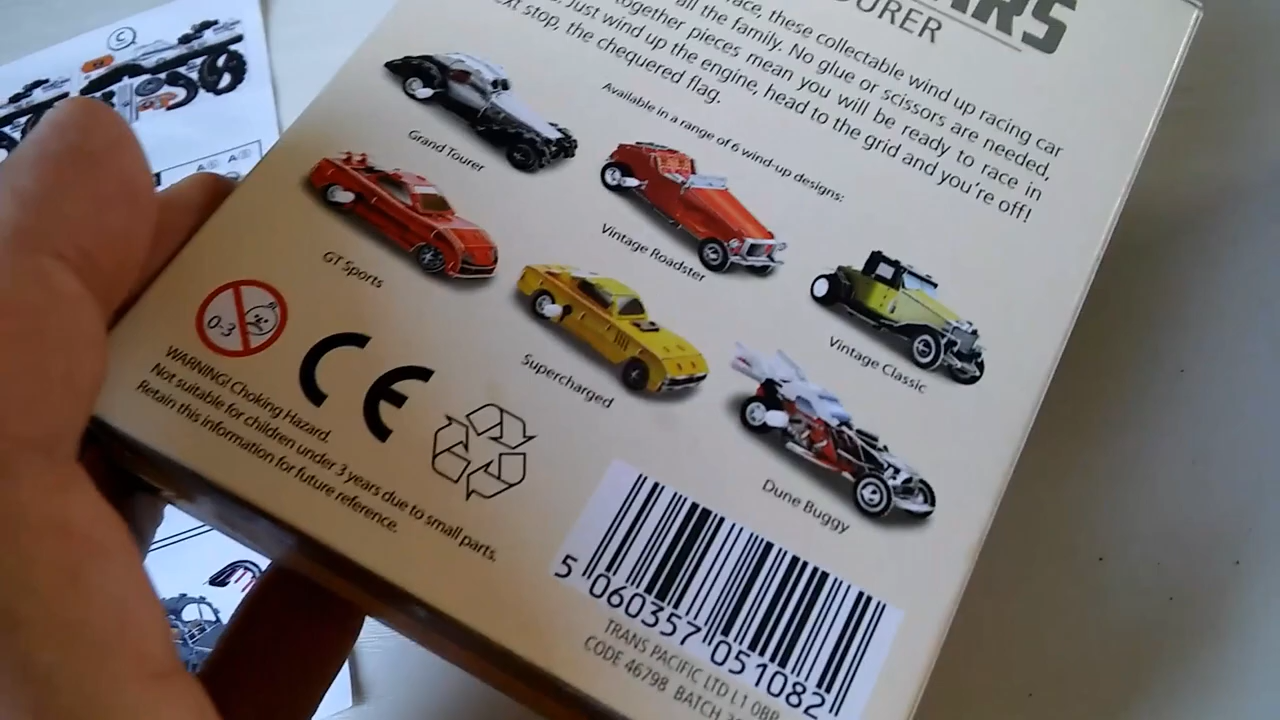 OURER
ace, these collectable wind up racing car
all the family. No glue or scissors are needed,
together pieces mean you will be ready to race in
Just wind up the engine, head to the grid and you're off!
stop, the chequered flag.
Available in a range of 6 wind-up designs:
Grand Tourer
Vintage Roadster
Vintage Classic
GT Sports
Supercharged
Dune Buggy
0-3
CE
WARNING! Choking Hazard.
Not suitable for children under 3 years due to small parts.
Retain this information for future reference.
5 060357 051082
TRANS PACIFIC LTD L1 0BP
CODE 46798 BATCH